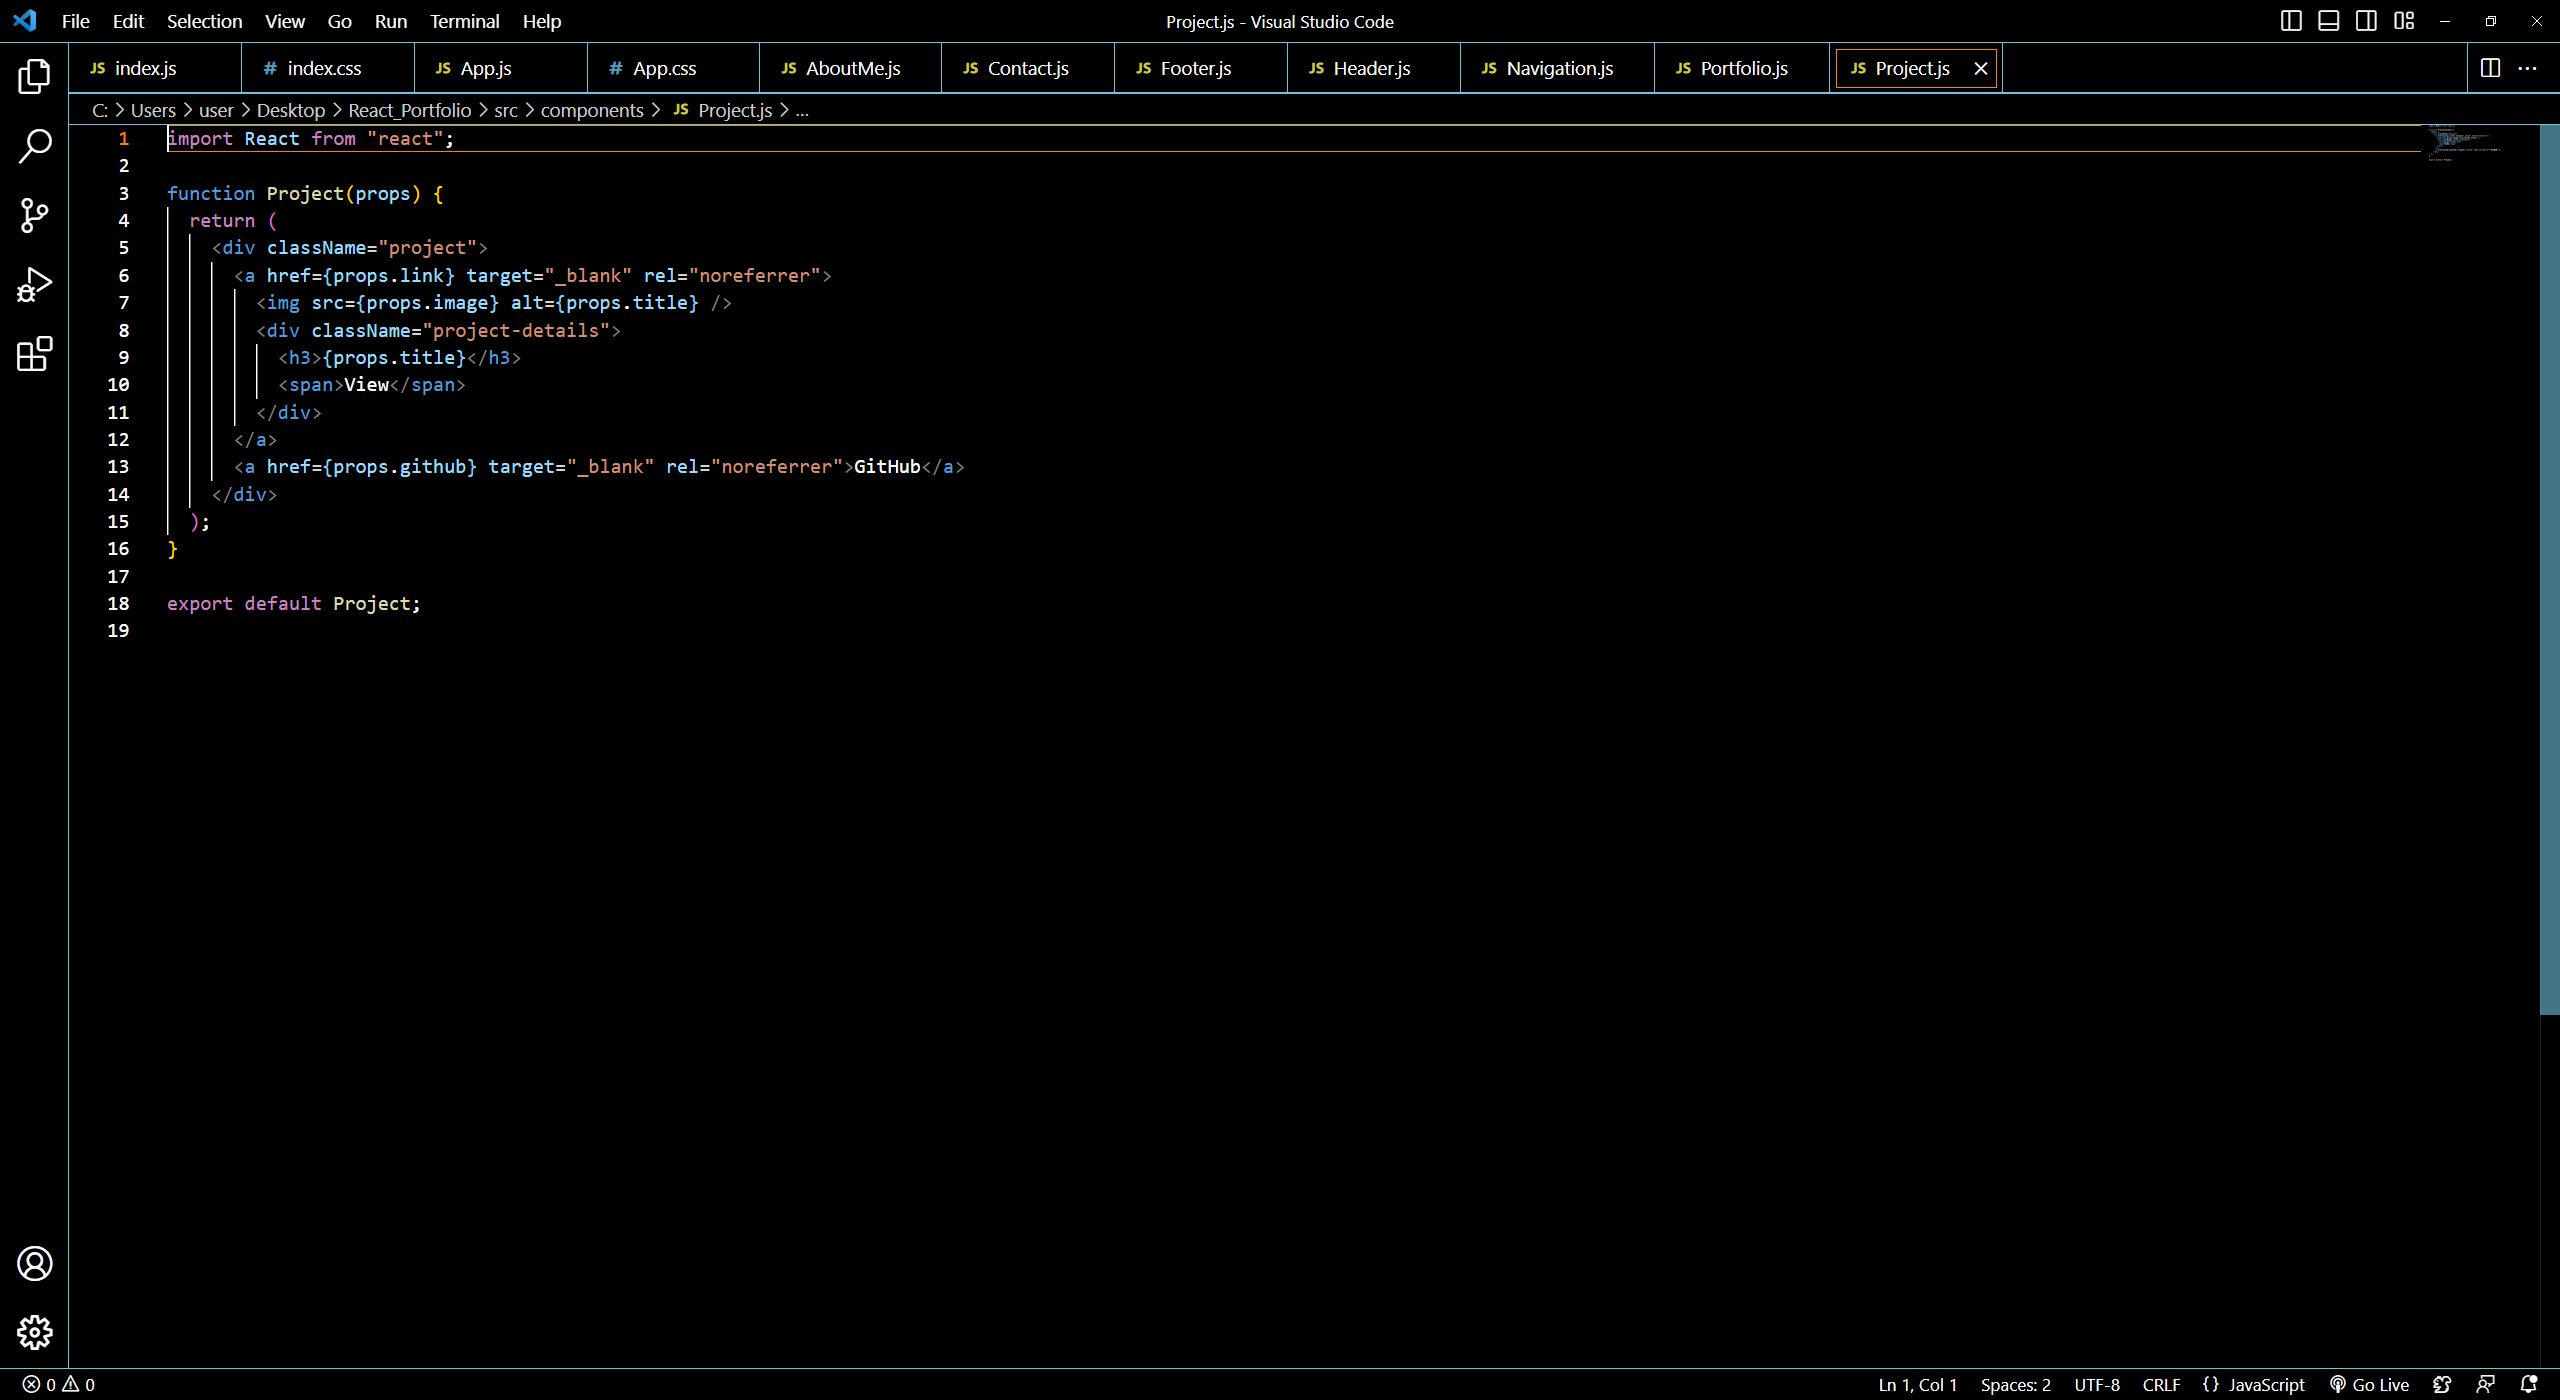 File Edit Selection View Go Run Terminal Help Project.js - Visual Studio Code
JS index.js # index.css JS App.js # App.css JS AboutMe.js JS Contact.js JS Footer.js JS Header.js JS Navigation.js JS Portfolio.js JS Project.js
C: > Users > user > Desktop > React_Portfolio > src > components > JS Project.js > ...
1 import React from "react";
2
3 function Project(props) {
4   return (
5     <div className="project">
6       <a href={props.link} target="_blank" rel="noreferrer">
7         <img src={props.image} alt={props.title} />
8         <div className="project-details">
9           <h3>{props.title}</h3>
10           <span>View</span>
11         </div>
12       </a>
13       <a href={props.github} target="_blank" rel="noreferrer">GitHub</a>
14     </div>
15   );
16 }
17
18 export default Project;
19
0 0 Ln 1, Col 1 Spaces: 2 UTF-8 CRLF {} JavaScript Go Live